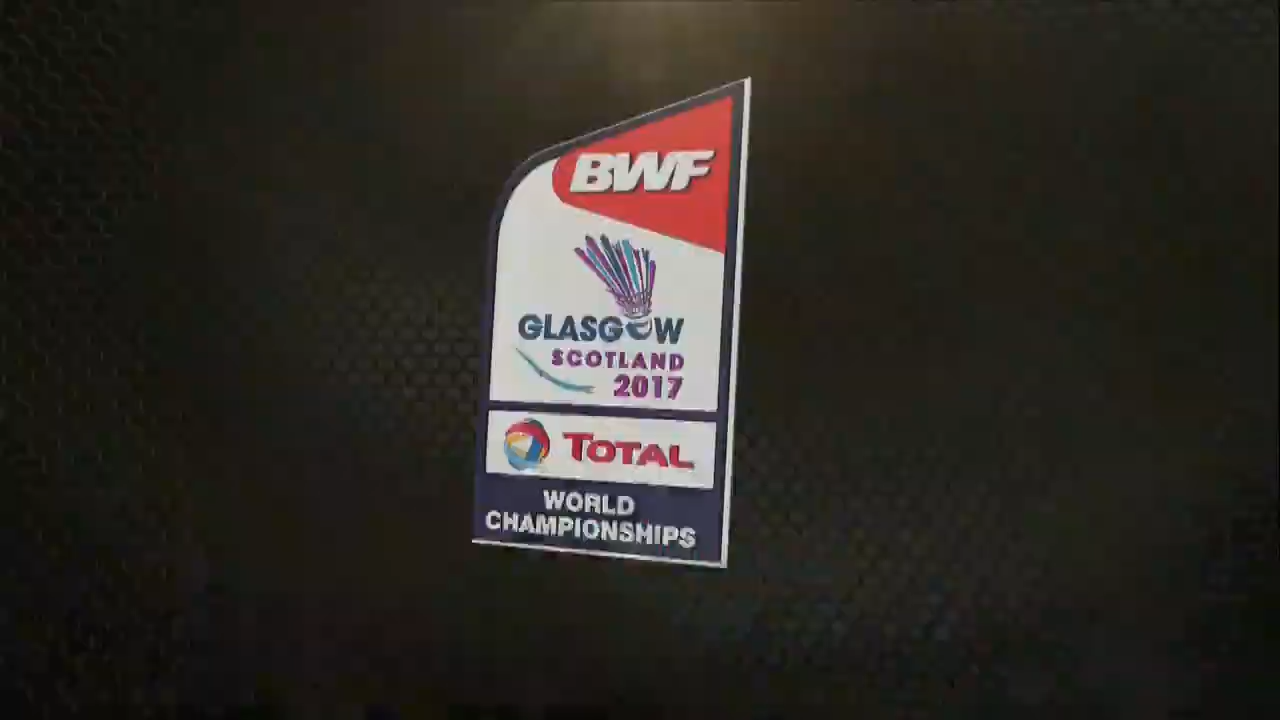 BWF
GLASGOW
SCOTLAND
2017
TOTAL
WORLD
CHAMPIONSHIPS